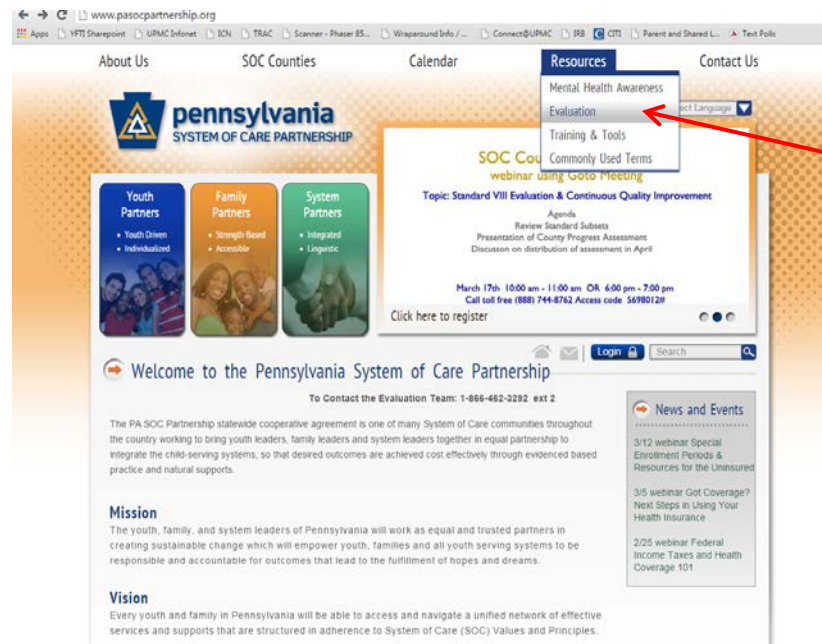 www.pasocpartnership.org
Apps YFTI Sharepoint UPMC Infonet ICN TRAC Scanner - Phaser 85... Wraparound Info / ... Connect@UPMC IRB CITI Parent and Shared L... Text Polls
About Us SOC Counties Calendar Resources Contact Us
Mental Health Awareness
Evaluation
Training & Tools
Commonly Used Terms
ect Language
pennsylvania
SYSTEM OF CARE PARTNERSHIP
SOC Cou
webinar using Goto Meeting
Topic: Standard VIII Evaluation & Continuous Quality Improvement
Agenda
Review Standard Subsets
Presentation of County Progress Assessment
Discusson on distribution of assessment in April
March 17th 10:00 am - 11:00 am OR 6:00 pm - 7:00 pm
Call toll free (888) 744-8762 Access code 5698012#
Click here to register
Youth Partners
• Youth Driven
• Individualized
Family Partners
• Strength Based
• Accessible
System Partners
• Integrated
• Linguistic
Login Search
Welcome to the Pennsylvania System of Care Partnership
To Contact the Evaluation Team: 1-866-462-3292 ext 2
The PA SOC Partnership statewide cooperative agreement is one of many System of Care communities throughout
the country working to bring youth leaders, family leaders and system leaders together in equal partnership to
integrate the child-serving systems, so that desired outcomes are achieved cost effectively through evidenced based
practice and natural supports.
Mission
The youth, family, and system leaders of Pennsylvania will work as equal and trusted partners in
creating sustainable change which will empower youth, families and all youth serving systems to be
responsible and accountable for outcomes that lead to the fulfillment of hopes and dreams.
Vision
Every youth and family in Pennsylvania will be able to access and navigate a unified network of effective
services and supports that are structured in adherence to System of Care (SOC) Values and Principles.
News and Events
3/12 webinar Special
Enrollment Periods &
Resources for the Uninsured
3/5 webinar Got Coverage?
Next Steps in Using Your
Health Insurance
2/25 webinar Federal
Income Taxes and Health
Coverage 101